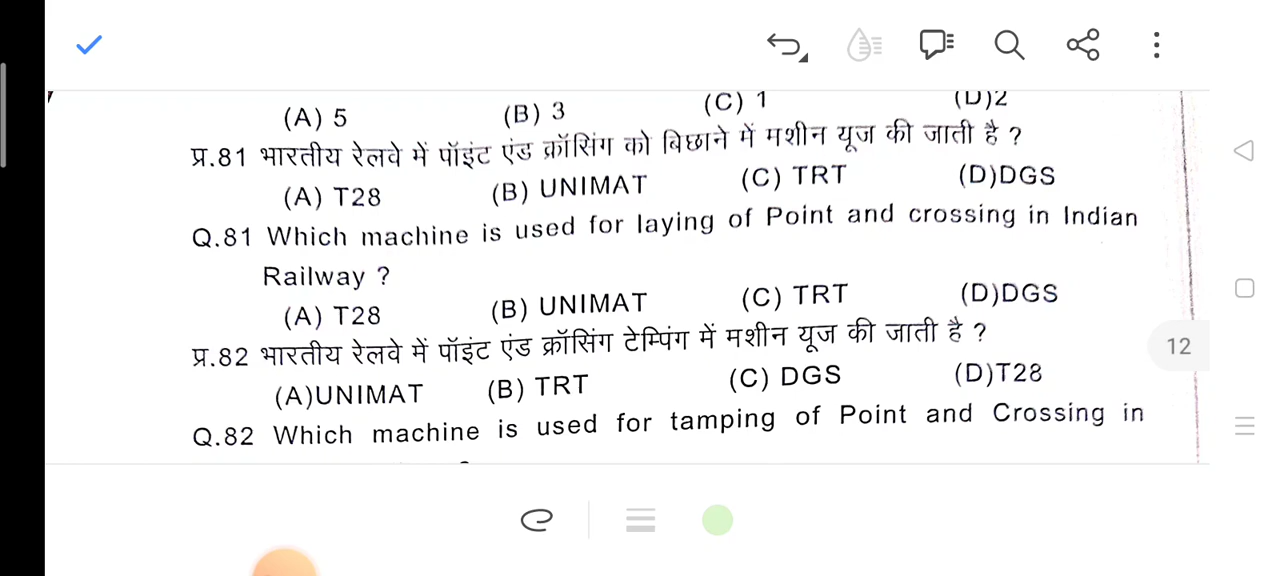 (A) 5 (B) 3 (C) 1 (D)2
प्र.81 भारतीय रेलवे में पॉइंट एंड क्रॉसिंग को बिछाने में मशीन यूज की जाती है ?
(A) T28 (B) UNIMAT (C) TRT (D)DGS
Q.81 Which machine is used for laying of Point and crossing in Indian
Railway ?
(A) T28 (B) UNIMAT (C) TRT (D)DGS
प्र.82 भारतीय रेलवे में पॉइंट एंड क्रॉसिंग टेम्पिंग में मशीन यूज की जाती है ?
12
(A)UNIMAT (B) TRT (C) DGS (D)T28
Q.82 Which machine is used for tamping of Point and Crossing in